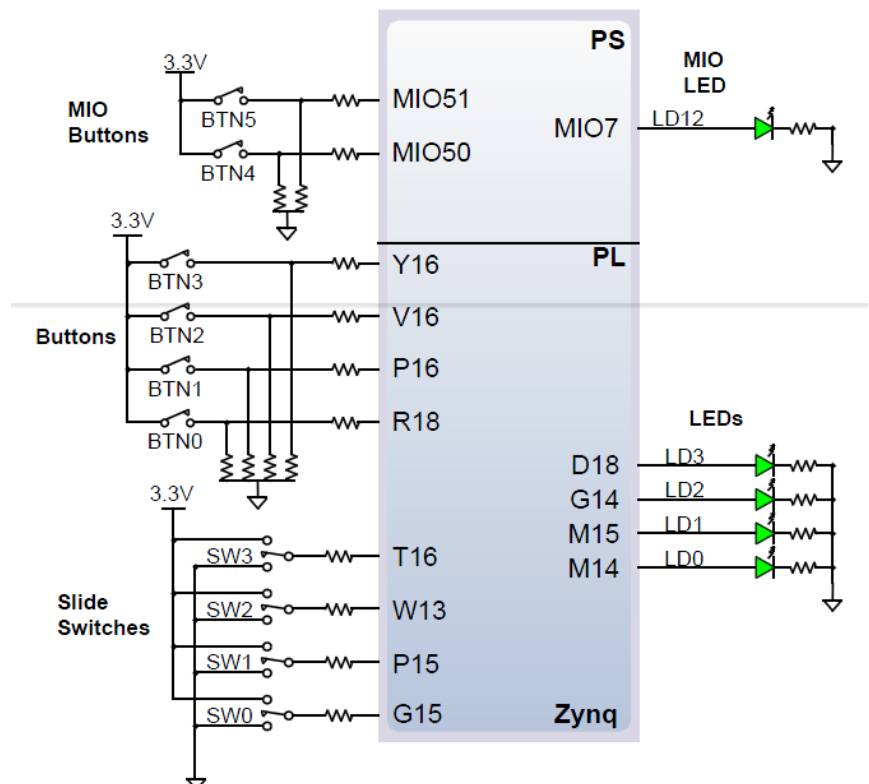 PS
3.3V
MIO
Buttons
BTN5
MIO51
BTN4
MIO50
MIO7
LD12
MIO
LED
3.3V
PL
Buttons
BTN3
Y16
BTN2
V16
BTN1
P16
BTN0
R18
LEDs
D18
LD3
G14
LD2
M15
LD1
M14
LD0
3.3V
Slide
Switches
SW3
T16
SW2
W13
SW1
P15
SW0
G15
Zynq